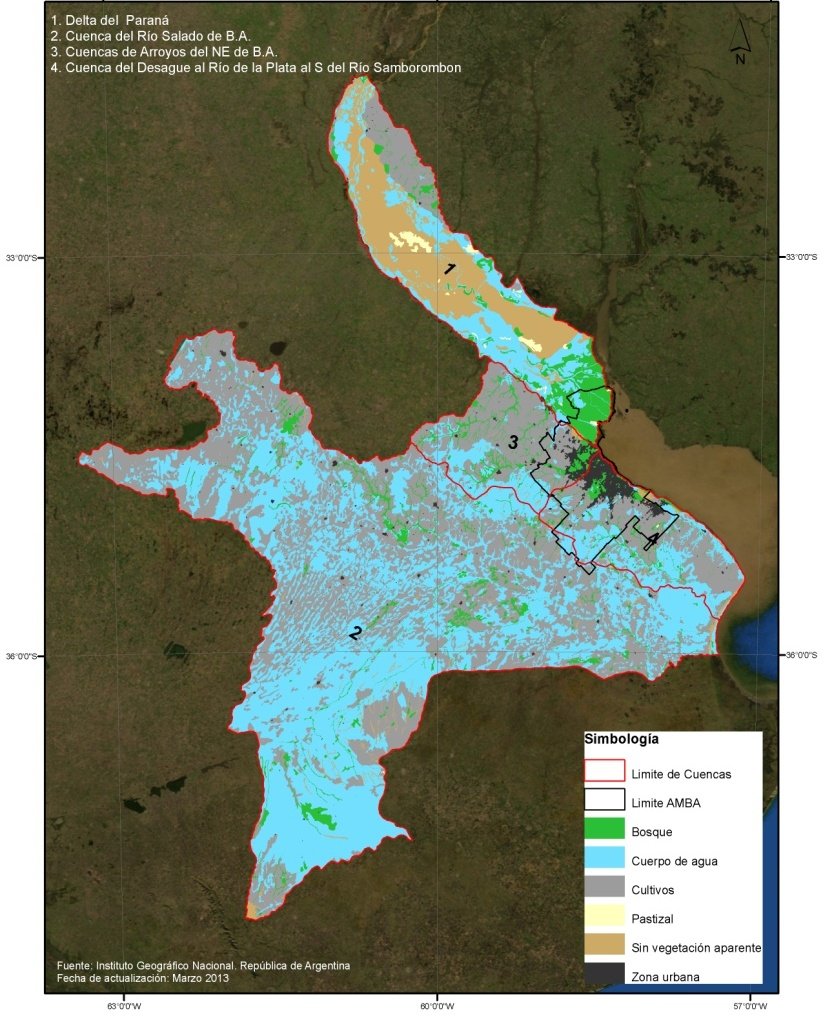 1. Delta del Paraná
2. Cuenca del Río Salado de B.A.
3. Cuencas de Arroyos del NE de B.A.
4. Cuenca del Desague al Río de la Plata al S del Río Samborombon
N
33°0'0"S
33°0'0"S
1
3
4
2
36°0'0"S
36°0'0"S
Simbología
Limite de Cuencas
Limite AMBA
Bosque
Cuerpo de agua
Cultivos
Pastizal
Sin vegetación aparente
Zona urbana
Fuente: Instituto Geográfico Nacional. República de Argentina
Fecha de actualización: Marzo 2013
63°0'0"W
60°0'0"W
57°0'0"W